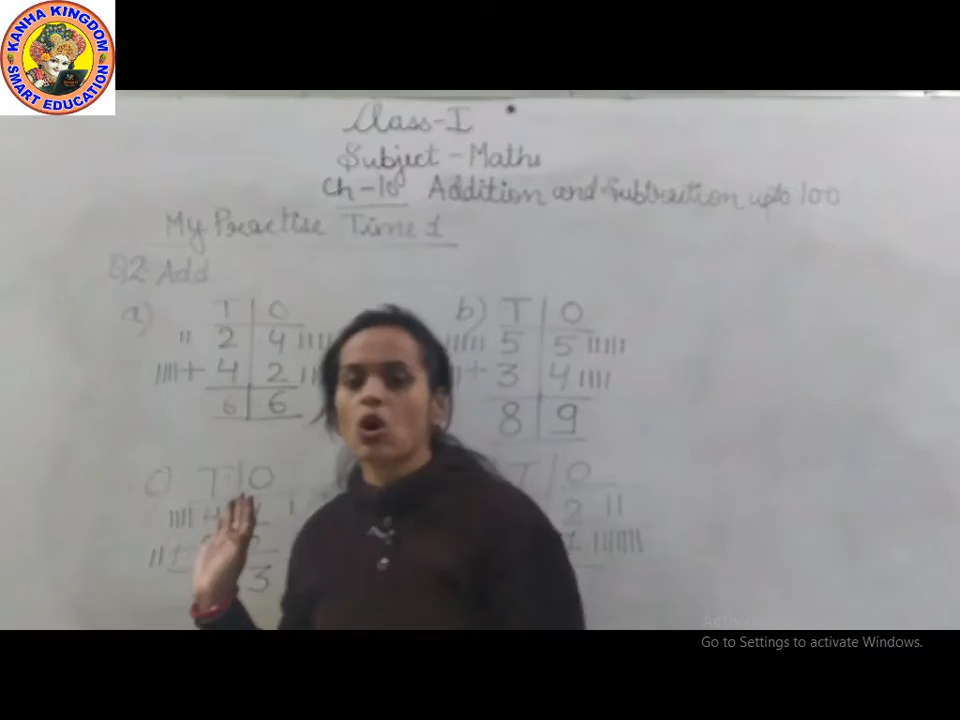 KANHA KINGDOM
SMART EDUCATION
Class-I
Subject - Maths
Ch-10 Addition and Subtraction upto 100
My Practise Time 1
Q2 Add
a) T | O
2 | 4
+ 4 | 2
6 | 6
b) T | O
5 | 5
+ 3 | 4
8 | 9
c) T | O
4
+
3
T | O
2
Go to Settings to activate Windows.